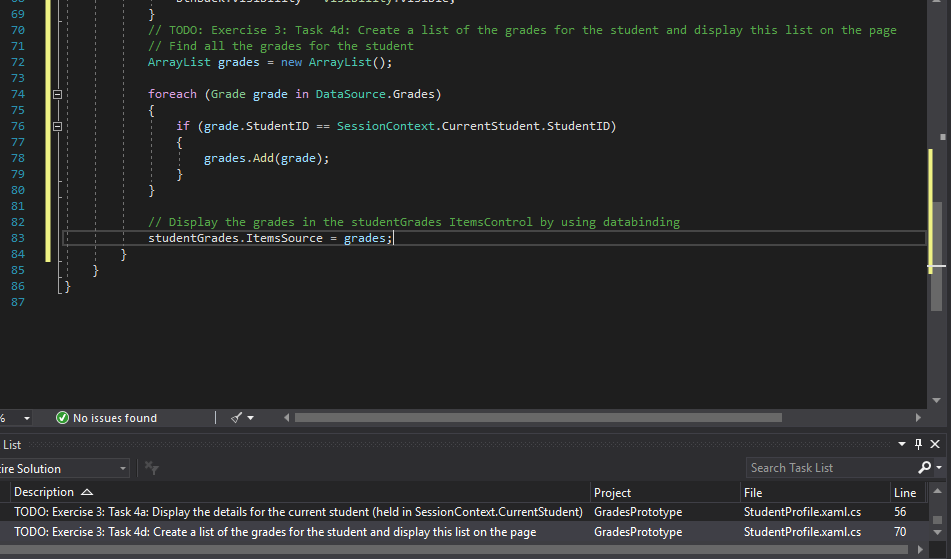 69 }
70 // TODO: Exercise 3: Task 4d: Create a list of the grades for the student and display this list on the page
71 // Find all the grades for the student
72 ArrayList grades = new ArrayList();
73
74 foreach (Grade grade in DataSource.Grades)
75 {
76 if (grade.StudentID == SessionContext.CurrentStudent.StudentID)
77 {
78 grades.Add(grade);
79 }
80 }
81
82 // Display the grades in the studentGrades ItemsControl by using databinding
83 studentGrades.ItemsSource = grades;
84 }
85 }
86 }
87
% No issues found
List
ire Solution Search Task List
Description Project File Line
TODO: Exercise 3: Task 4a: Display the details for the current student (held in SessionContext.CurrentStudent) GradesPrototype StudentProfile.xaml.cs 56
TODO: Exercise 3: Task 4d: Create a list of the grades for the student and display this list on the page GradesPrototype StudentProfile.xaml.cs 70